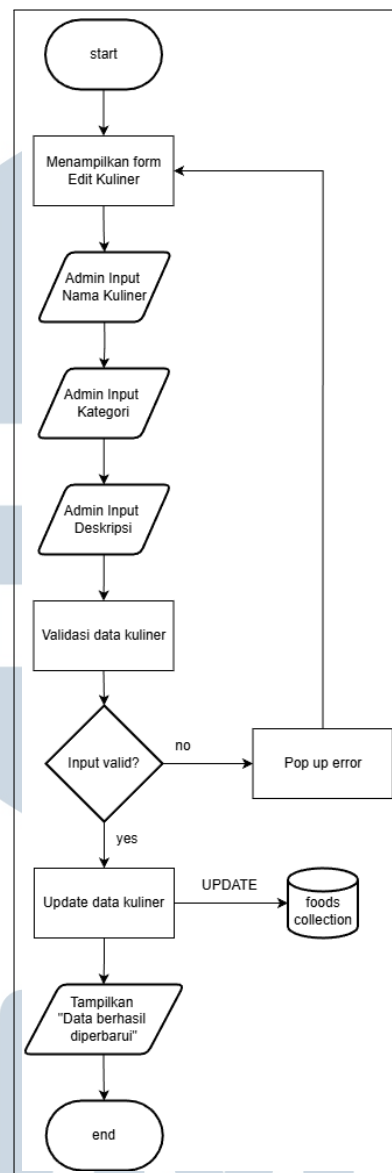 start
Menampilkan form
Edit Kuliner
Admin Input
Nama Kuliner
Admin Input
Kategori
Admin Input
Deskripsi
Validasi data kuliner
Input valid?
no
Pop up error
yes
Update data kuliner
UPDATE
foods
collection
Tampilkan
"Data berhasil
diperbarui"
end